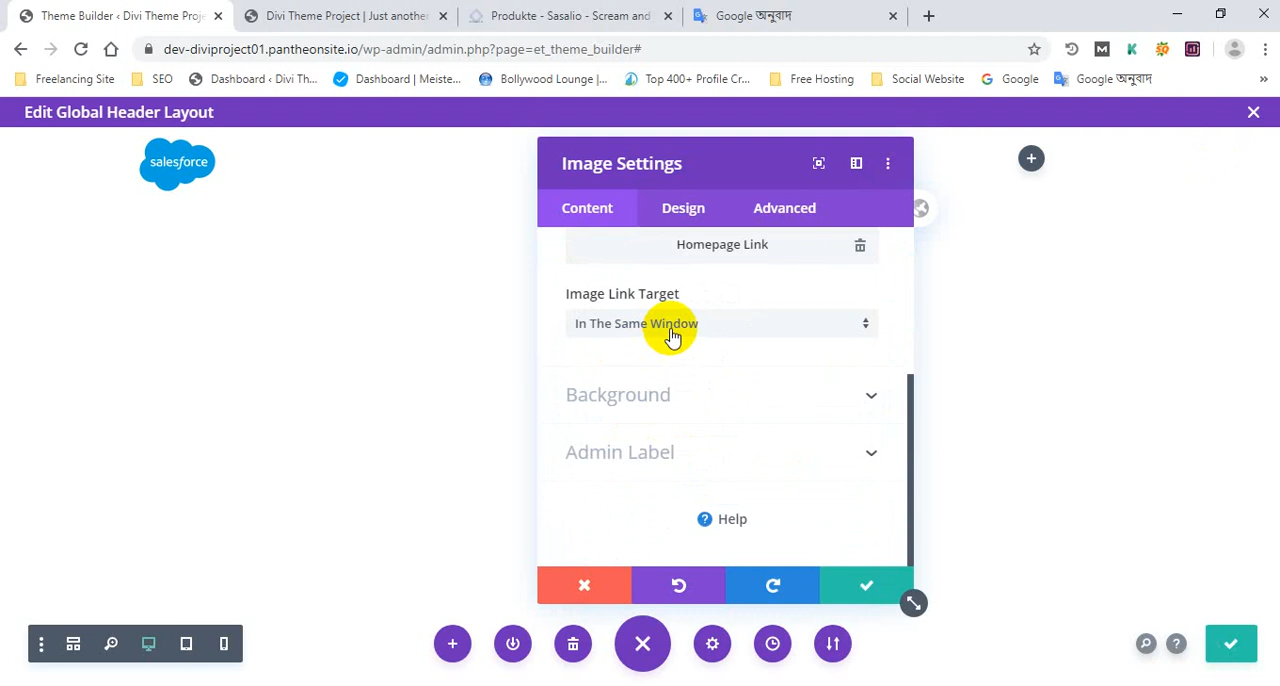 Theme Builder ‹ Divi Theme Proje
Divi Theme Project | Just another
Produkte - Sasalio - Scream and
Google অনুবাদ
dev-diviproject01.pantheonsite.io/wp-admin/admin.php?page=et_theme_builder#
Freelancing Site
SEO
Dashboard ‹ Divi Th...
Dashboard | Meiste...
Bollywood Lounge |...
Top 400+ Profile Cr...
Free Hosting
Social Website
Google
Google অনুবাদ
»
Edit Global Header Layout
salesforce
Image Settings
Content
Design
Advanced
Homepage Link
Image Link Target
In The Same Window
Background
Admin Label
Help